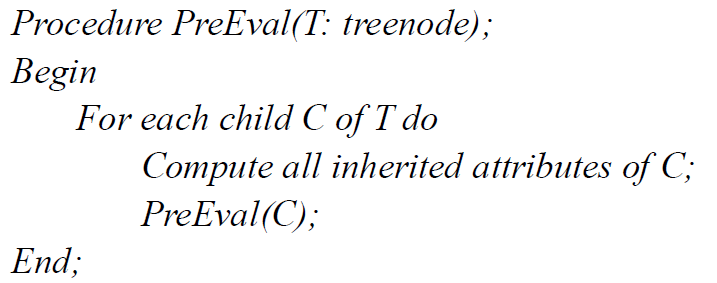 Procedure PreEval(T: treenode);
Begin
For each child C of T do
Compute all inherited attributes of C;
PreEval(C);
End;